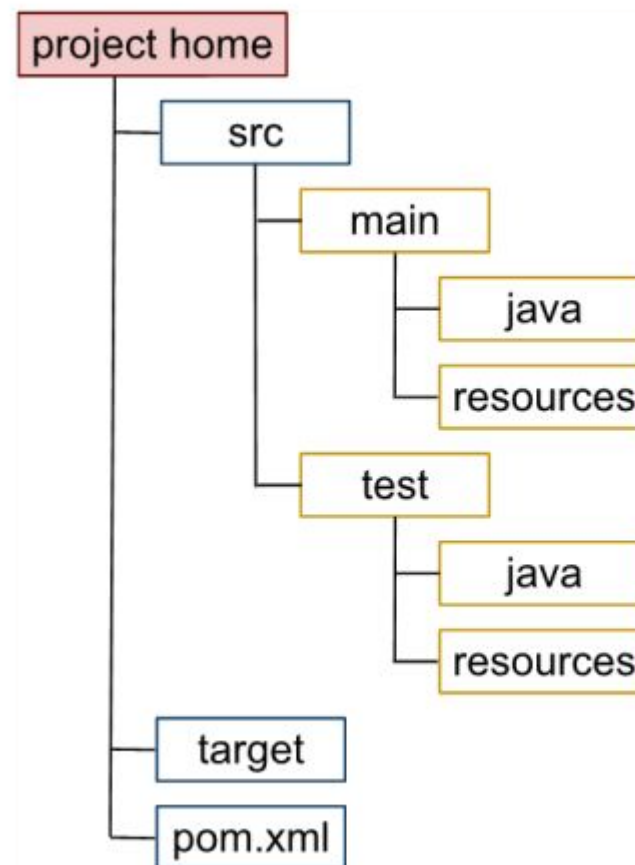 project home
src
main
java
resources
test
java
resources
target
pom.xml